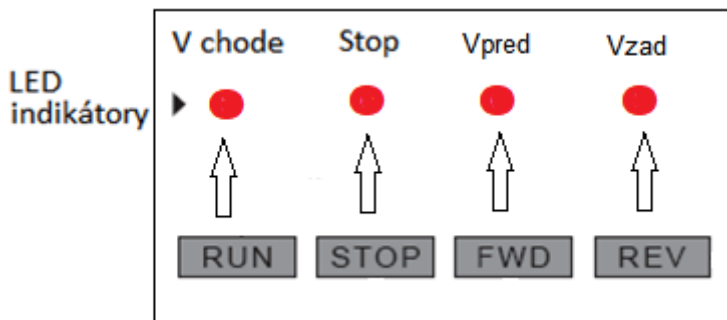 V chode Stop Vpred Vzad
LED
indikátory
RUN STOP FWD REV